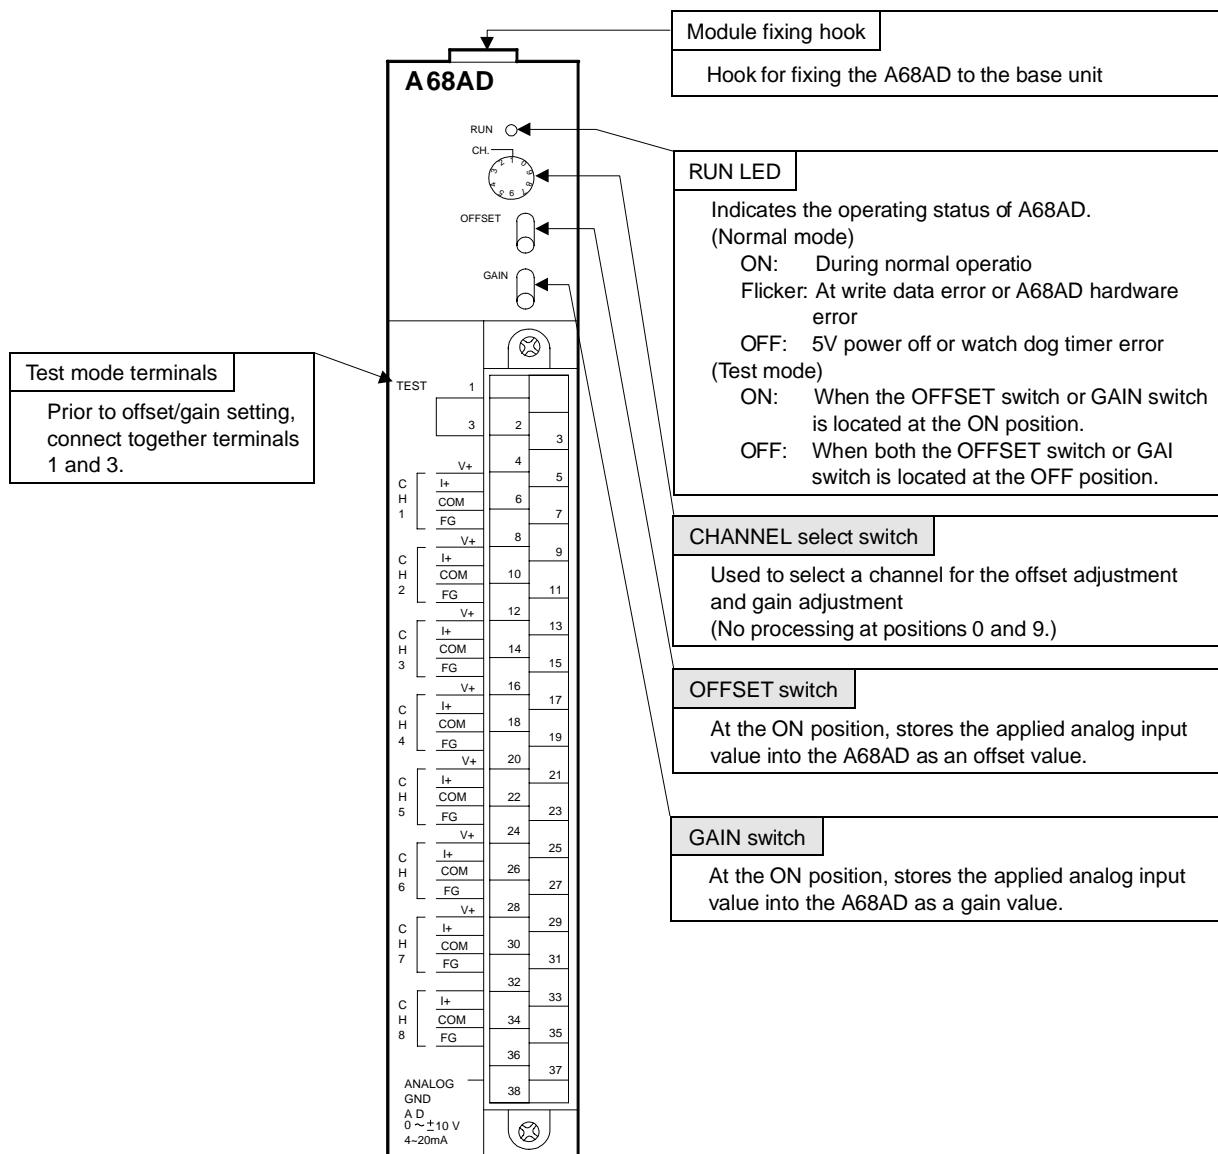 Module fixing hook
Hook for fixing the A68AD to the base unit
A68AD
RUN
CH.
0 1 2 3 4 5 6 7 8 9
OFFSET
GAIN
RUN LED
Indicates the operating status of A68AD.
(Normal mode)
ON: During normal operatio
Flicker: At write data error or A68AD hardware
error
OFF: 5V power off or watch dog timer error
(Test mode)
ON: When the OFFSET switch or GAIN switch
is located at the ON position.
OFF: When both the OFFSET switch or GAI
switch is located at the OFF position.
Test mode terminals
Prior to offset/gain setting,
connect together terminals
1 and 3.
CHANNEL select switch
Used to select a channel for the offset adjustment
and gain adjustment
(No processing at positions 0 and 9.)
OFFSET switch
At the ON position, stores the applied analog input
value into the A68AD as an offset value.
GAIN switch
At the ON position, stores the applied analog input
value into the A68AD as a gain value.
TEST 1
3
CH1
V+
I+
COM
FG
CH2
V+
I+
COM
FG
CH3
V+
I+
COM
FG
CH4
V+
I+
COM
FG
CH5
V+
I+
COM
FG
CH6
V+
I+
COM
FG
CH7
V+
I+
COM
FG
CH8
I+
COM
FG
2
3
4
5
6
7
8
9
10
11
12
13
14
15
16
17
18
19
20
21
22
23
24
25
26
27
28
29
30
31
32
33
34
35
36
37
38
ANALOG
GND
A D
0~±10 V
4~20mA